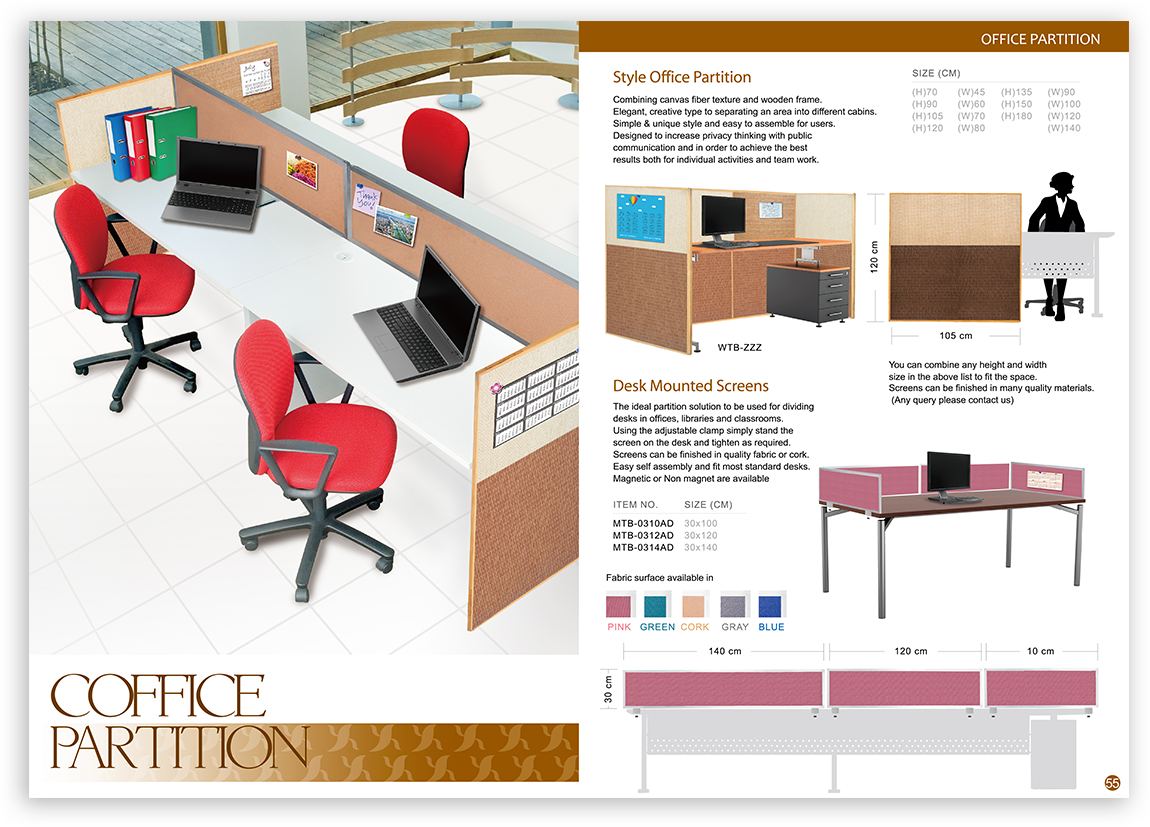 July
Thank
You!
COFFICE
PARTITION
OFFICE PARTITION
Style Office Partition
Combining canvas fiber texture and wooden frame.
Elegant, creative type to separating an area into different cabins.
Simple & unique style and easy to assemble for users.
Designed to increase privacy thinking with public
communication and in order to achieve the best
results both for individual activities and team work.
SIZE (CM)
(H)70 (W)45 (H)135 (W)90
(H)90 (W)60 (H)150 (W)100
(H)105 (W)70 (H)180 (W)120
(H)120 (W)80 (W)140
WTB-ZZZ
120 cm
105 cm
You can combine any height and width
size in the above list to fit the space.
Screens can be finished in many quality materials.
(Any query please contact us)
Desk Mounted Screens
The ideal partition solution to be used for dividing
desks in offices, libraries and classrooms.
Using the adjustable clamp simply stand the
screen on the desk and tighten as required.
Screens can be finished in quality fabric or cork.
Easy self assembly and fit most standard desks.
Magnetic or Non magnet are available
ITEM NO. SIZE (CM)
MTB-0310AD 30x100
MTB-0312AD 30x120
MTB-0314AD 30x140
Fabric surface available in
PINK GREEN CORK GRAY BLUE
140 cm 120 cm 10 cm
30 cm
55